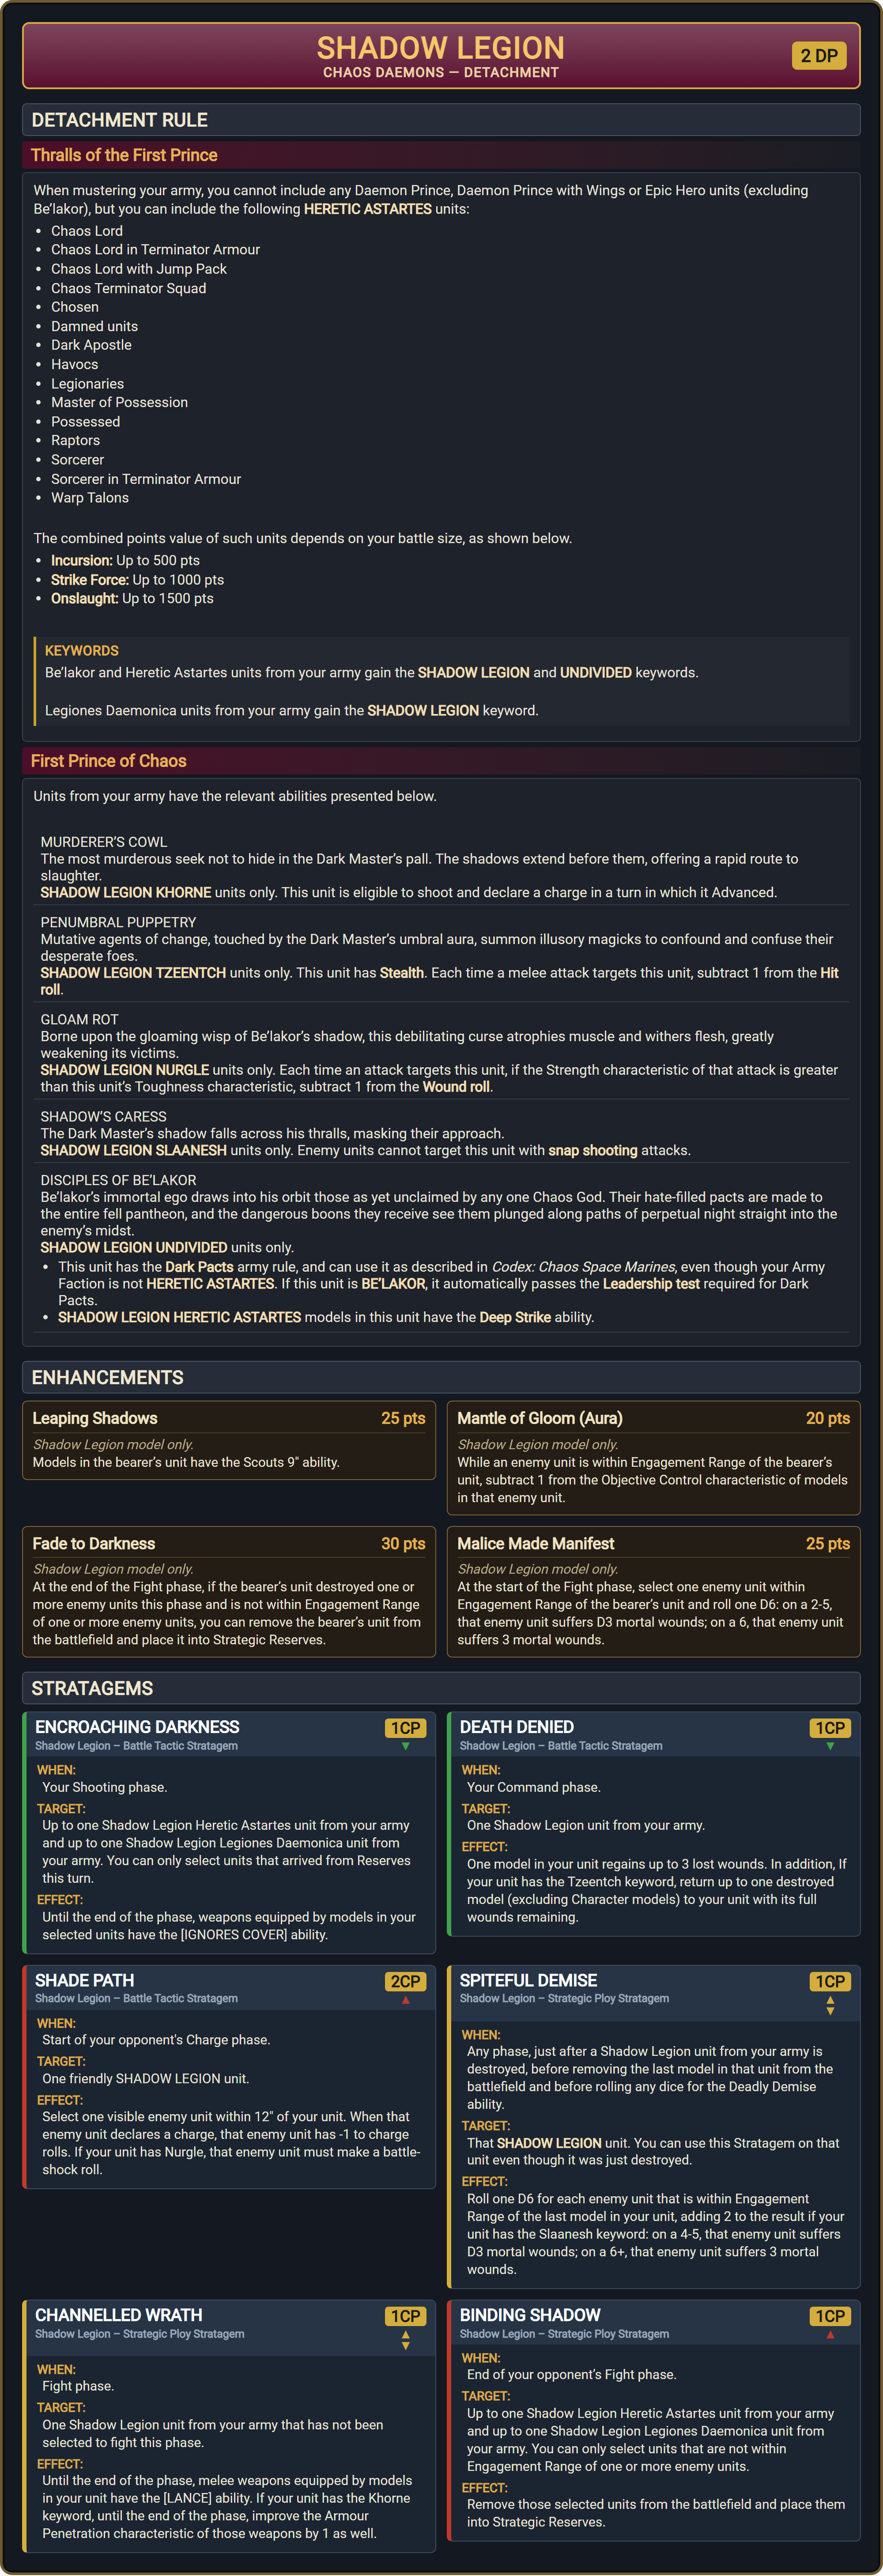 SHADOW LEGION
CHAOS DAEMONS — DETACHMENT
2 DP
DETACHMENT RULE
Thralls of the First Prince
When mustering your army, you cannot include any Daemon Prince, Daemon Prince with Wings or Epic Hero units (excluding
Be’lakor), but you can include the following HERETIC ASTARTES units:
• Chaos Lord
• Chaos Lord in Terminator Armour
• Chaos Lord with Jump Pack
• Chaos Terminator Squad
• Chosen
• Damned units
• Dark Apostle
• Havocs
• Legionaries
• Master of Possession
• Possessed
• Raptors
• Sorcerer
• Sorcerer in Terminator Armour
• Warp Talons
The combined points value of such units depends on your battle size, as shown below.
• Incursion: Up to 500 pts
• Strike Force: Up to 1000 pts
• Onslaught: Up to 1500 pts
KEYWORDS
Be’lakor and Heretic Astartes units from your army gain the SHADOW LEGION and UNDIVIDED keywords.
Legiones Daemonica units from your army gain the SHADOW LEGION keyword.
First Prince of Chaos
Units from your army have the relevant abilities presented below.
MURDERER’S COWL
The most murderous seek not to hide in the Dark Master’s pall. The shadows extend before them, offering a rapid route to
slaughter.
SHADOW LEGION KHORNE units only. This unit is eligible to shoot and declare a charge in a turn in which it Advanced.
PENUMBRAL PUPPETRY
Mutative agents of change, touched by the Dark Master’s umbral aura, summon illusory magicks to confound and confuse their
desperate foes.
SHADOW LEGION TZEENTCH units only. This unit has Stealth. Each time a melee attack targets this unit, subtract 1 from the Hit
roll.
GLOAM ROT
Borne upon the gloaming wisp of Be’lakor’s shadow, this debilitating curse atrophies muscle and withers flesh, greatly
weakening its victims.
SHADOW LEGION NURGLE units only. Each time an attack targets this unit, if the Strength characteristic of that attack is greater
than this unit’s Toughness characteristic, subtract 1 from the Wound roll.
SHADOW’S CARESS
The Dark Master’s shadow falls across his thralls, masking their approach.
SHADOW LEGION SLAANESH units only. Enemy units cannot target this unit with snap shooting attacks.
DISCIPLES OF BE’LAKOR
Be’lakor’s immortal ego draws into his orbit those as yet unclaimed by any one Chaos God. Their hate-filled pacts are made to
the entire fell pantheon, and the dangerous boons they receive see them plunged along paths of perpetual night straight into the
enemy’s midst.
SHADOW LEGION UNDIVIDED units only.
• This unit has the Dark Pacts army rule, and can use it as described in Codex: Chaos Space Marines, even though your Army
Faction is not HERETIC ASTARTES. If this unit is BE’LAKOR, it automatically passes the Leadership test required for Dark
Pacts.
• SHADOW LEGION HERETIC ASTARTES models in this unit have the Deep Strike ability.
ENHANCEMENTS
Leaping Shadows 25 pts
Shadow Legion model only.
Models in the bearer’s unit have the Scouts 9" ability.
Mantle of Gloom (Aura) 20 pts
Shadow Legion model only.
While an enemy unit is within Engagement Range of the bearer’s
unit, subtract 1 from the Objective Control characteristic of models
in that enemy unit.
Fade to Darkness 30 pts
Shadow Legion model only.
At the end of the Fight phase, if the bearer’s unit destroyed one or
more enemy units this phase and is not within Engagement Range
of one or more enemy units, you can remove the bearer’s unit from
the battlefield and place it into Strategic Reserves.
Malice Made Manifest 25 pts
Shadow Legion model only.
At the start of the Fight phase, select one enemy unit within
Engagement Range of the bearer’s unit and roll one D6: on a 2-5,
that enemy unit suffers D3 mortal wounds; on a 6, that enemy unit
suffers 3 mortal wounds.
STRATAGEMS
ENCROACHING DARKNESS 1CP
Shadow Legion – Battle Tactic Stratagem
WHEN:
Your Shooting phase.
TARGET:
Up to one Shadow Legion Heretic Astartes unit from your army
and up to one Shadow Legion Legiones Daemonica unit from
your army. You can only select units that arrived from Reserves
this turn.
EFFECT:
Until the end of the phase, weapons equipped by models in your
selected units have the [IGNORES COVER] ability.
DEATH DENIED 1CP
Shadow Legion – Battle Tactic Stratagem
WHEN:
Your Command phase.
TARGET:
One Shadow Legion unit from your army.
EFFECT:
One model in your unit regains up to 3 lost wounds. In addition, If
your unit has the Tzeentch keyword, return up to one destroyed
model (excluding Character models) to your unit with its full
wounds remaining.
SHADE PATH 2CP
Shadow Legion – Battle Tactic Stratagem
WHEN:
Start of your opponent's Charge phase.
TARGET:
One friendly SHADOW LEGION unit.
EFFECT:
Select one visible enemy unit within 12" of your unit. When that
enemy unit declares a charge, that enemy unit has -1 to charge
rolls. If your unit has Nurgle, that enemy unit must make a battle-
shock roll.
SPITEFUL DEMISE 1CP
Shadow Legion – Strategic Ploy Stratagem
WHEN:
Any phase, just after a Shadow Legion unit from your army is
destroyed, before removing the last model in that unit from the
battlefield and before rolling any dice for the Deadly Demise
ability.
TARGET:
That SHADOW LEGION unit. You can use this Stratagem on that
unit even though it was just destroyed.
EFFECT:
Roll one D6 for each enemy unit that is within Engagement
Range of the last model in your unit, adding 2 to the result if your
unit has the Slaanesh keyword: on a 4-5, that enemy unit suffers
D3 mortal wounds; on a 6+, that enemy unit suffers 3 mortal
wounds.
CHANNELLED WRATH 1CP
Shadow Legion – Strategic Ploy Stratagem
WHEN:
Fight phase.
TARGET:
One Shadow Legion unit from your army that has not been
selected to fight this phase.
EFFECT:
Until the end of the phase, melee weapons equipped by models
in your unit have the [LANCE] ability. If your unit has the Khorne
keyword, until the end of the phase, improve the Armour
Penetration characteristic of those weapons by 1 as well.
BINDING SHADOW 1CP
Shadow Legion – Strategic Ploy Stratagem
WHEN:
End of your opponent’s Fight phase.
TARGET:
Up to one Shadow Legion Heretic Astartes unit from your army
and up to one Shadow Legion Legiones Daemonica unit from
your army. You can only select units that are not within
Engagement Range of one or more enemy units.
EFFECT:
Remove those selected units from the battlefield and place them
into Strategic Reserves.